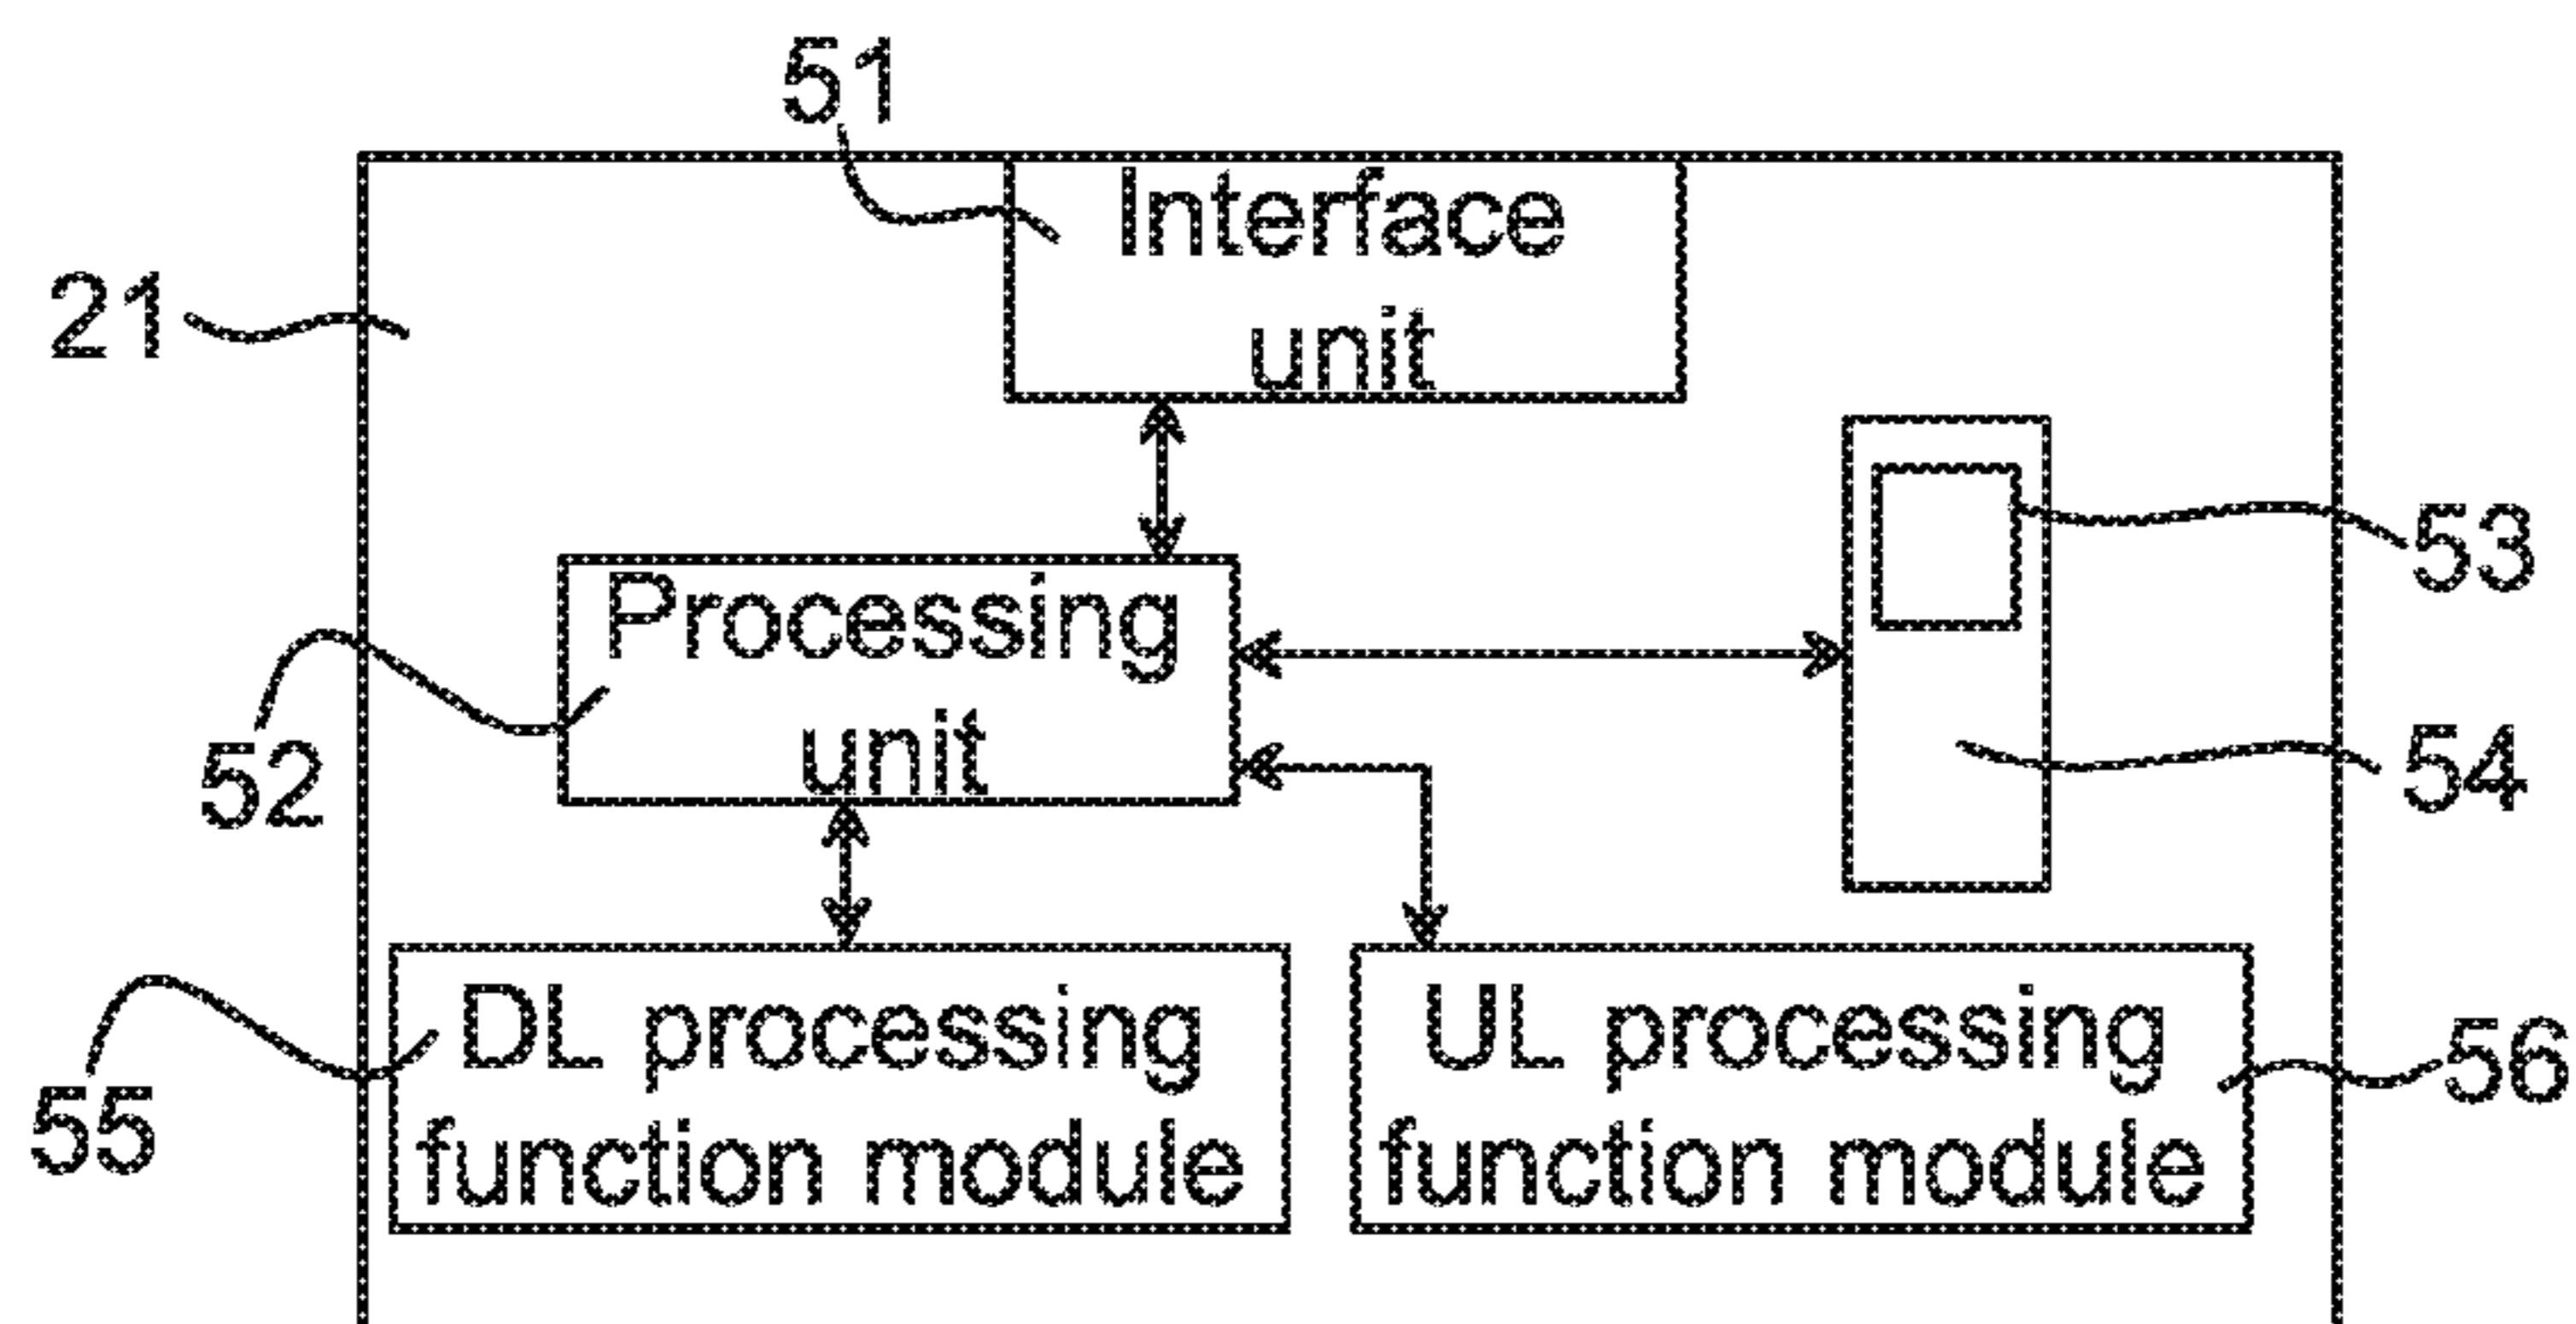 51
Interface
unit
21
53
Processing
unit
52
54
DL processing
function module
55
UL processing
function module
56